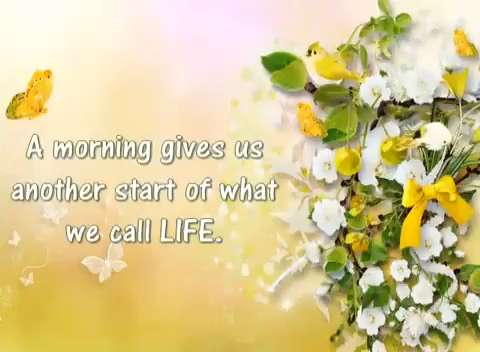 A morning gives us
another start of what
we call LIFE.